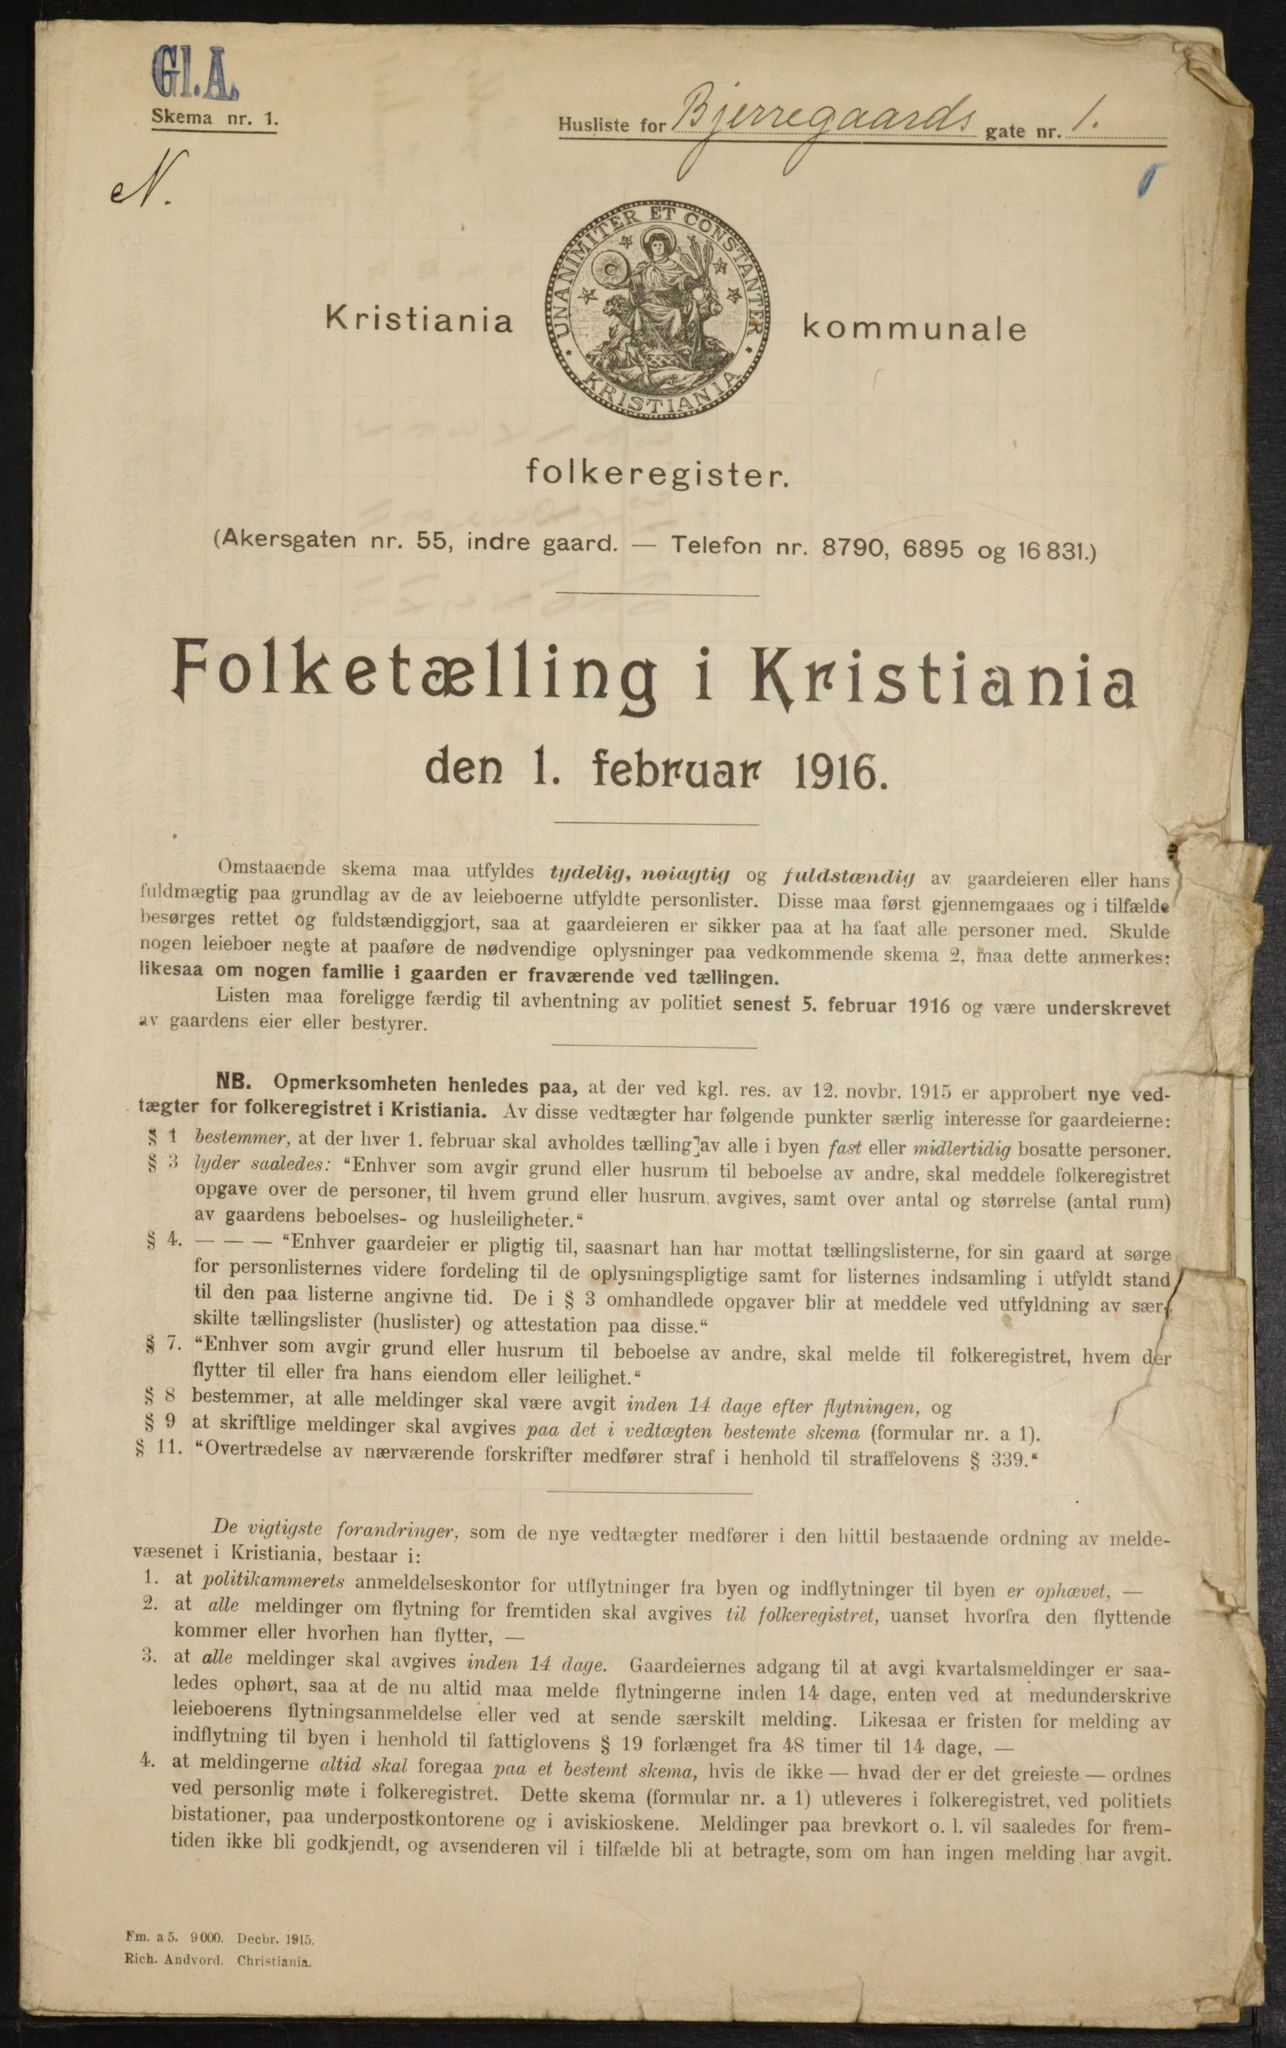 Gl.A.
Skema nr. 1.
Husliste for Bjerregaards gate nr. 1.
N.
UNANIMITER ET CONSTANTER
KRISTIANIA
Kristiania kommunale
folkeregister.
(Akersgaten nr. 55, indre gaard. — Telefon nr. 8790, 6895 og 16 831.)
Folketælling i Kristiania
den 1. februar 1916.
Omstaaende skema maa utfyldes tydelig, nøiagtig og fuldstændig av gaardeieren eller hans
fuldmægtig paa grundlag av de av leieboerne utfyldte personlister. Disse maa først gjennemgaaes og i tilfælde
besørges rettet og fuldstændiggjort, saa at gaardeieren er sikker paa at ha faat alle personer med. Skulde
nogen leieboer negte at paaføre de nødvendige oplysninger paa vedkommende skema 2, maa dette anmerkes;
likesaa om nogen familie i gaarden er fraværende ved tællingen.
Listen maa foreligge færdig til avhentning av politiet senest 5. februar 1916 og være underskrevet
av gaardens eier eller bestyrer.
NB. Opmerksomheten henledes paa, at der ved kgl. res. av 12. novbr. 1915 er approbert nye ved-
tægter for folkeregistret i Kristiania. Av disse vedtægter har følgende punkter særlig interesse for gaardeierne:
§ 1 bestemmer, at der hver 1. februar skal avholdes tælling av alle i byen fast eller midlertidig bosatte personer.
§ 3 lyder saaledes: “Enhver som avgir grund eller husrum til beboelse av andre, skal meddele folkeregistret
opgave over de personer, til hvem grund eller husrum avgives, samt over antal og størrelse (antal rum)
av gaardens beboelses- og husleiligheter.“
§ 4. — — — “Enhver gaardeier er pligtig til, saasnart han har mottat tællingslisterne, for sin gaard at sørge
for personlisternes videre fordeling til de oplysningspligtige samt for listernes indsamling i utfyldt stand
til den paa listerne angivne tid. De i § 3 omhandlede opgaver blir at meddele ved utfyldning av sær-
skilte tællingslister (huslister) og attestation paa disse.“
§ 7. “Enhver som avgir grund eller husrum til beboelse av andre, skal melde til folkeregistret, hvem der
flytter til eller fra hans eiendom eller leilighet.“
§ 8 bestemmer, at alle meldinger skal være avgit inden 14 dage efter flytningen, og
§ 9 at skriftlige meldinger skal avgives paa det i vedtægten bestemte skema (formular nr. a 1).
§ 11. “Overtrædelse av nærværende forskrifter medfører straf i henhold til straffelovens § 339.“
De vigtigste forandringer, som de nye vedtægter medfører i den hittil bestaaende ordning av melde-
væsenet i Kristiania, bestaar i:
1. at politikammerets anmeldelseskontor for utflytninger fra byen og indflytninger til byen er ophævet, —
2. at alle meldinger om flytning for fremtiden skal avgives til folkeregistret, uanset hvorfra den flyttende
kommer eller hvorhen han flytter, —
3. at alle meldinger skal avgives inden 14 dage. Gaardeiernes adgang til at avgi kvartalsmeldinger er saa-
ledes ophørt, saa at de nu altid maa melde flytningerne inden 14 dage, enten ved at medunderskrive
leieboerens flytningsanmeldelse eller ved at sende særskilt melding. Likesaa er fristen for melding av
indflytning til byen i henhold til fattiglovens § 19 forlænget fra 48 timer til 14 dage, —
4. at meldingerne altid skal foregaa paa et bestemt skema, hvis de ikke — hvad der er det greieste — ordnes
ved personlig møte i folkeregistret. Dette skema (formular nr. a 1) utleveres i folkeregistret, ved politiets
bistationer, paa underpostkontorene og i aviskioskene. Meldinger paa brevkort o. l. vil saaledes for frem-
tiden ikke bli godkjendt, og avsenderen vil i tilfælde bli at betragte, som om han ingen melding har avgit.
Fm. a 5. 9 000. Decbr. 1915.
Rich. Andvord. Christiania.